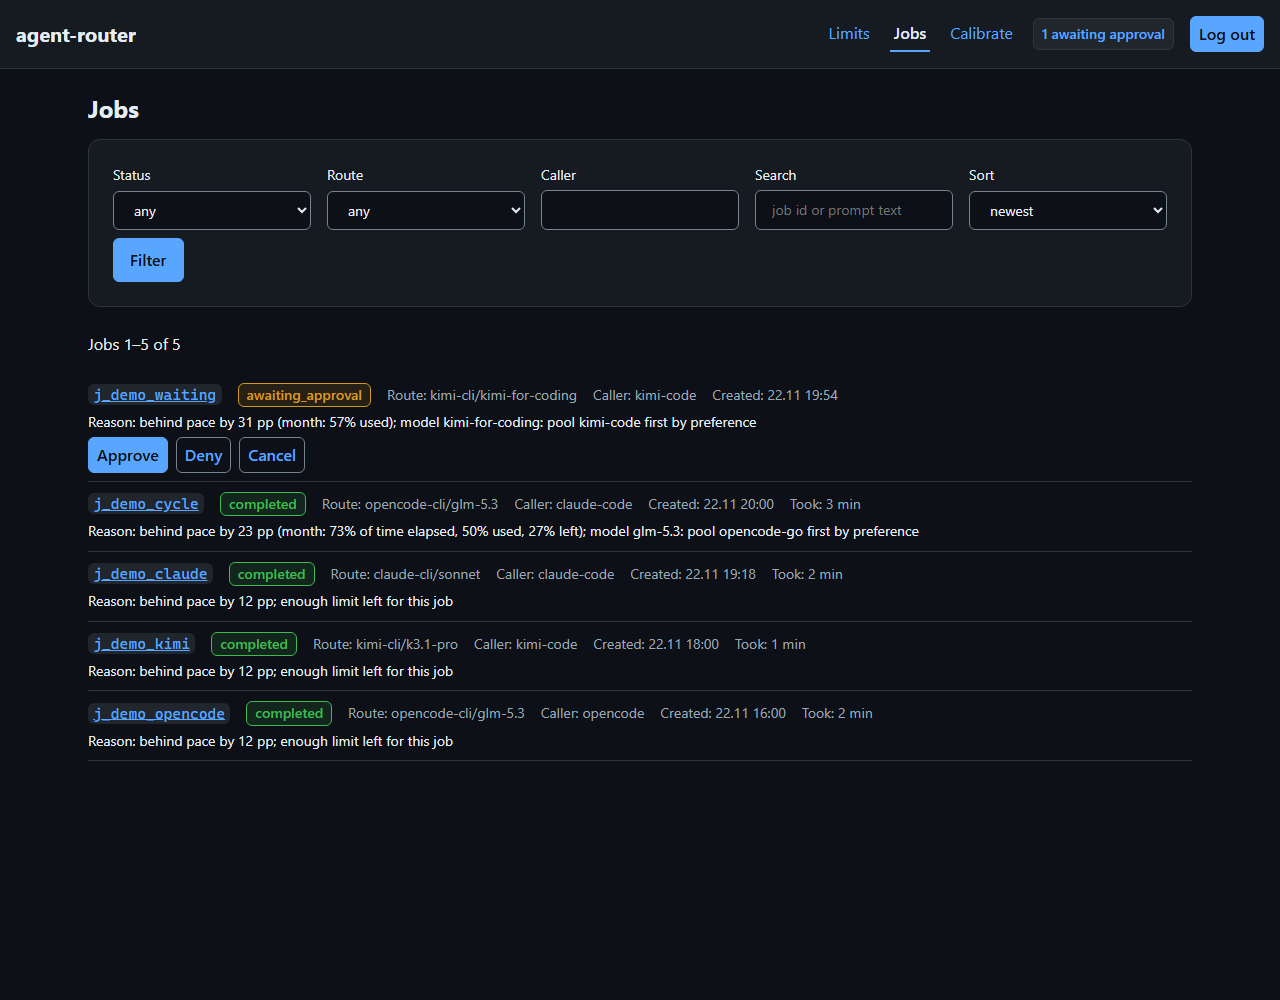 agent-router
Limits Jobs Calibrate 1 awaiting approval Log out
Jobs
Status Route Caller Search Sort
any any job id or prompt text newest
Filter
Jobs 1–5 of 5
j_demo_waiting awaiting_approval Route: kimi-cli/kimi-for-coding Caller: kimi-code Created: 22.11 19:54
Reason: behind pace by 31 pp (month: 57% used); model kimi-for-coding: pool kimi-code first by preference
Approve Deny Cancel
j_demo_cycle completed Route: opencode-cli/glm-5.3 Caller: claude-code Created: 22.11 20:00 Took: 3 min
Reason: behind pace by 23 pp (month: 73% of time elapsed, 50% used, 27% left); model glm-5.3: pool opencode-go first by preference
j_demo_claude completed Route: claude-cli/sonnet Caller: claude-code Created: 22.11 19:18 Took: 2 min
Reason: behind pace by 12 pp; enough limit left for this job
j_demo_kimi completed Route: kimi-cli/k3.1-pro Caller: kimi-code Created: 22.11 18:00 Took: 1 min
Reason: behind pace by 12 pp; enough limit left for this job
j_demo_opencode completed Route: opencode-cli/glm-5.3 Caller: opencode Created: 22.11 16:00 Took: 2 min
Reason: behind pace by 12 pp; enough limit left for this job